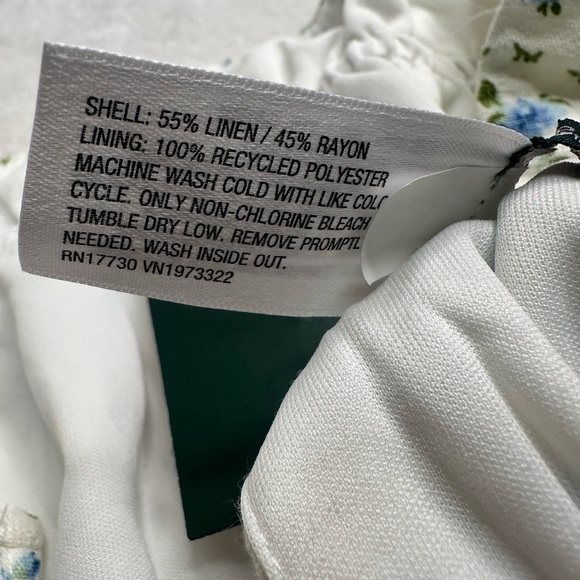 SHELL: 55% LINEN / 45% RAYON
LINING: 100% RECYCLED POLYESTER
MACHINE WASH COLD WITH LIKE
CYCLE. ONLY NON-CHLORINE BLEACH
TUMBLE DRY LOW. REMOVE
NEEDED. WASH INSIDE OUT.
RN17730 VN1973322